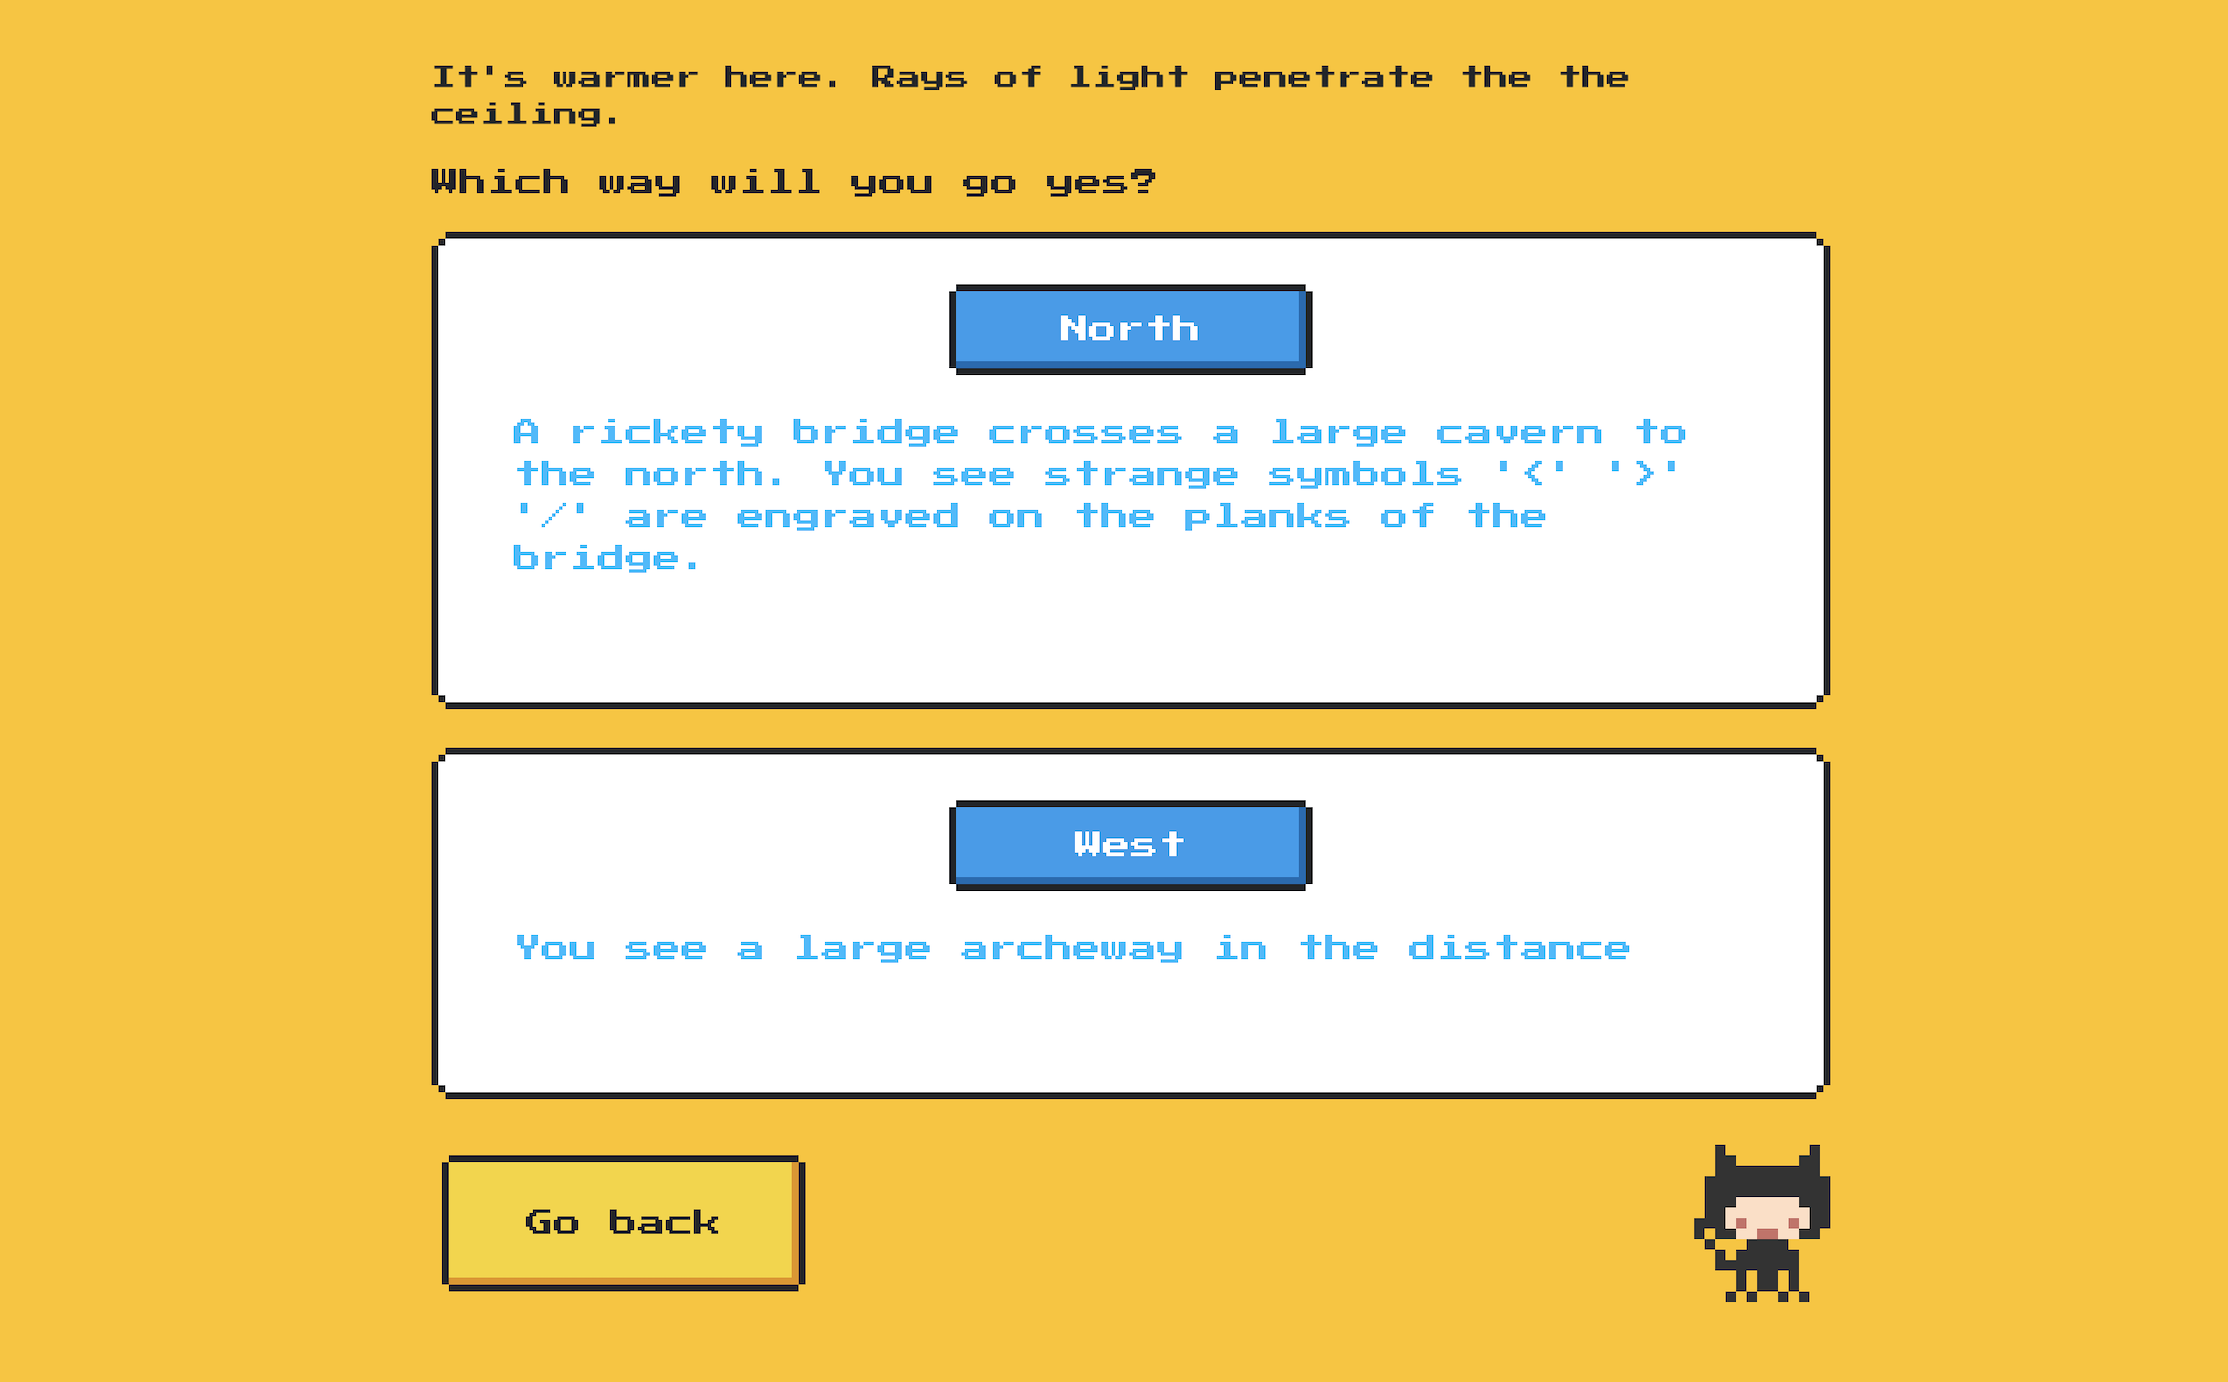 It's warmer here. Rays of light penetrate the the
ceiling.
Which way will you go yes?
North
A rickety bridge crosses a large cavern to
the north. You see strange symbols '<' '>'
'/' are engraved on the planks of the
bridge.
West
You see a large archeway in the distance
Go back